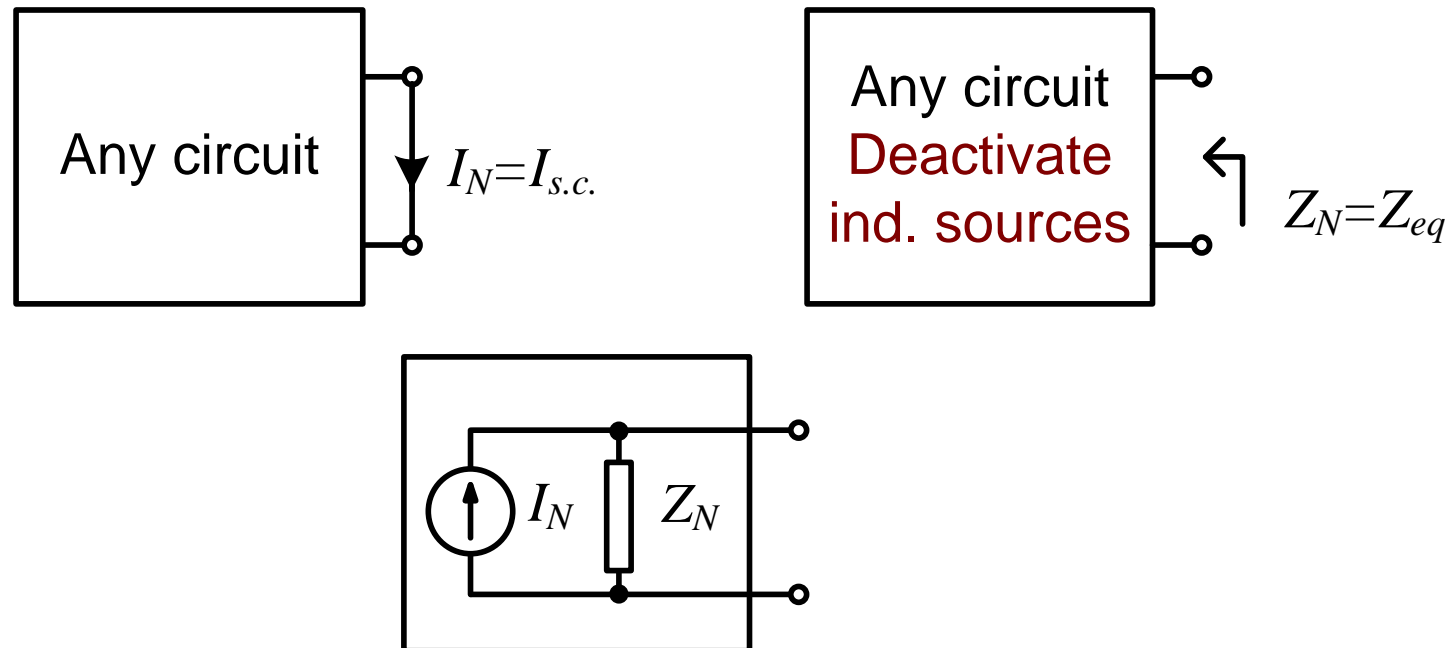 Any circuit
I_N=I_s.c.
Any circuit
Deactivate
ind. sources
Z_N=Z_eq
I_N
Z_N